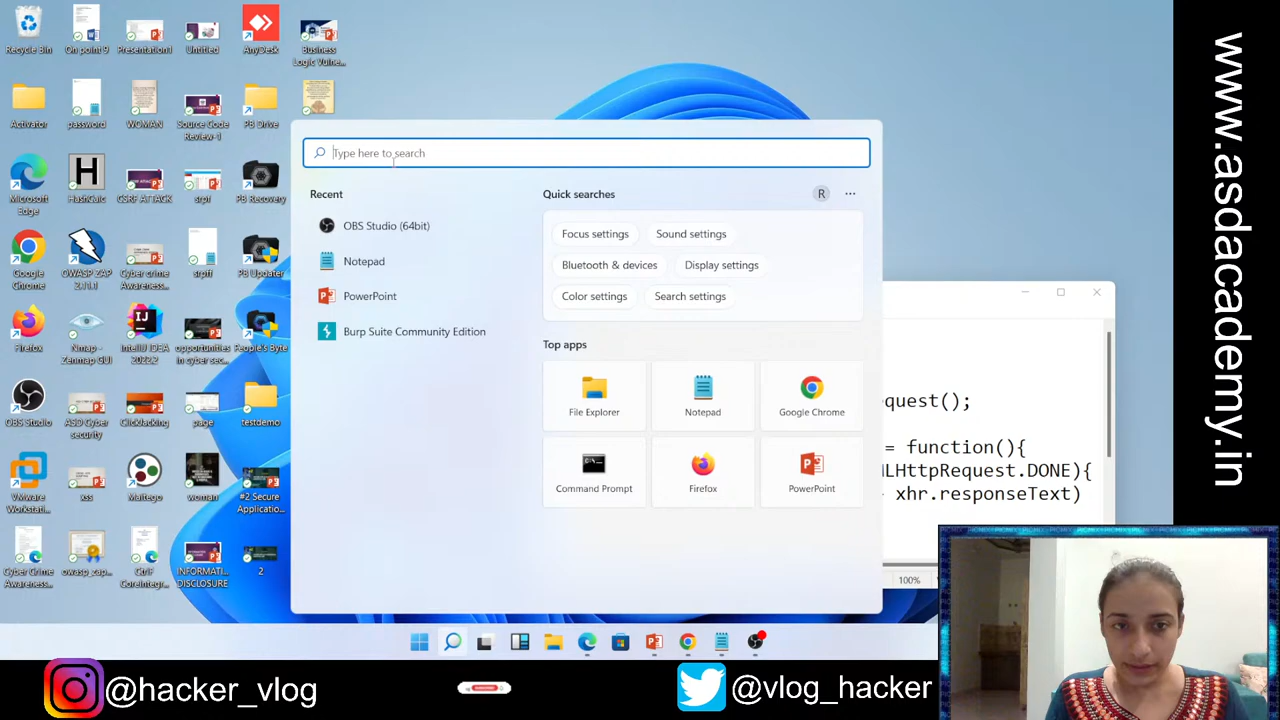 Recycle Bin
On point 9
Presentation1
Untitled
AnyDesk
Business
Logic Vulne...
Activator
password
WOMAN
Source Code
Review-1
PB Drive
Microsoft
Edge
HashCalc
CSRF ATTACK
srpf
PB Recovery
Google
Chrome
OWASP ZAP
2.11.1
Cyber crime
Awareness...
srpff
PB Updater
Firefox
Nmap -
Zenmap GUI
IntelliJ IDEA
2022.2
opportunities
in cyber sec...
People's Byte
OBS Studio
ASD Cyber
security
Clickjacking
page
testdemo
VMware
Workstati...
xss
Maltego
woman
#2 Secure
Applicatio...
Cyber Crime
Awareness...
owasp_zap...
INFORMATI...
DISCLOSURE
2
Type here to search
Recent
OBS Studio (64bit)
Notepad
PowerPoint
Burp Suite Community Edition
Quick searches
R
Focus settings
Sound settings
Bluetooth & devices
Display settings
Color settings
Search settings
Top apps
File Explorer
Notepad
Google Chrome
Command Prompt
Firefox
PowerPoint
quest();
= function(){
HttpRequest.DONE){
xhr.responseText)
100%
www.asdacademy.in
@hacker_vlog
@vlog_hacker